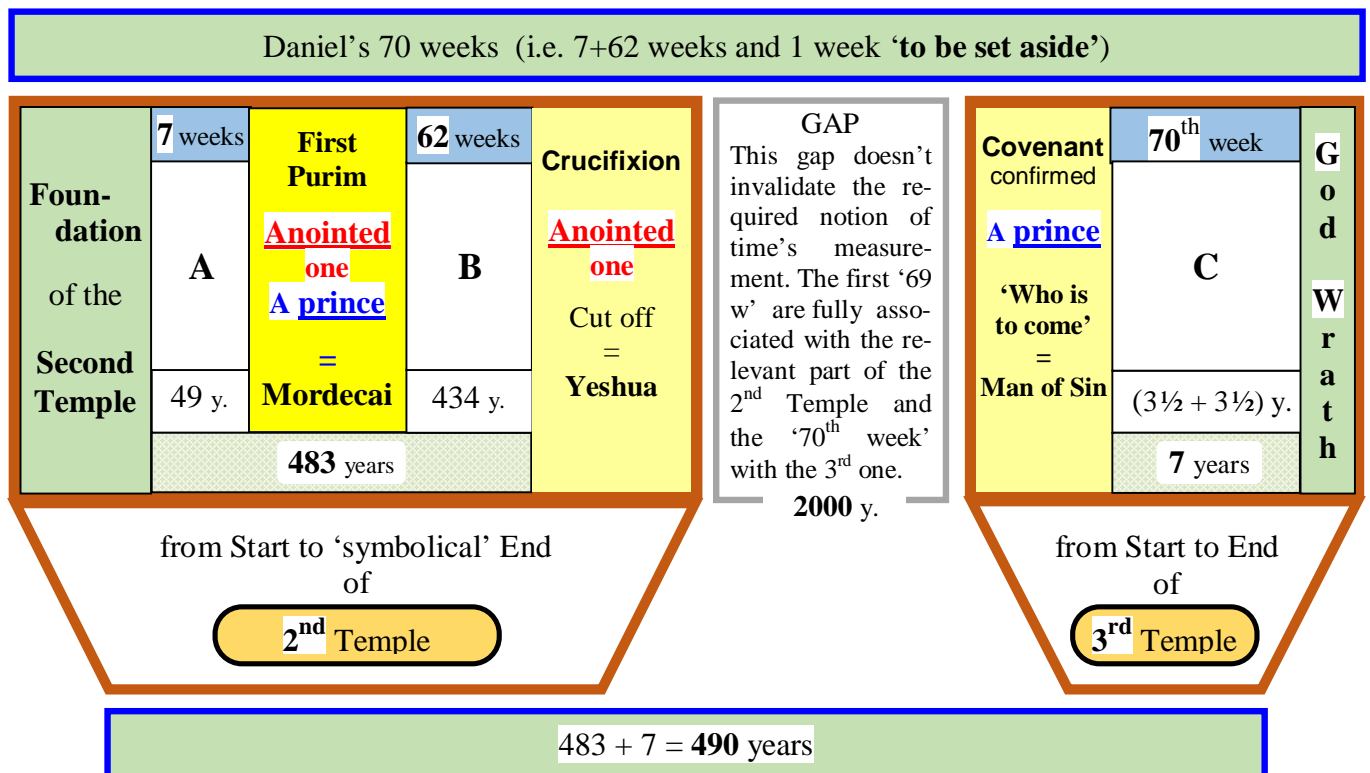 Daniel's 70 weeks (i.e. 7+62 weeks and 1 week 'to be set aside')
Foun-
dation
of the
Second
Temple
7 weeks
A
49 y.
First
Purim
Anointed
one
A prince
=
Mordecai
62 weeks
B
434 y.
483 years
Crucifixion
Anointed
one
Cut off
=
Yeshua
from Start to 'symbolical' End
of
2nd Temple
GAP
This gap doesn't
invalidate the re-
quired notion of
time's measure-
ment. The first '69
w' are fully asso-
ciated with the re-
levant part of the
2nd Temple and
the '70th week'
with the 3rd one.
2000 y.
Covenant
confirmed
A prince
'Who is
to come'
=
Man of Sin
70th week
C
(3½ + 3½) y.
7 years
G
o
d
W
r
a
t
h
from Start to End
of
3rd Temple
483 + 7 = 490 years